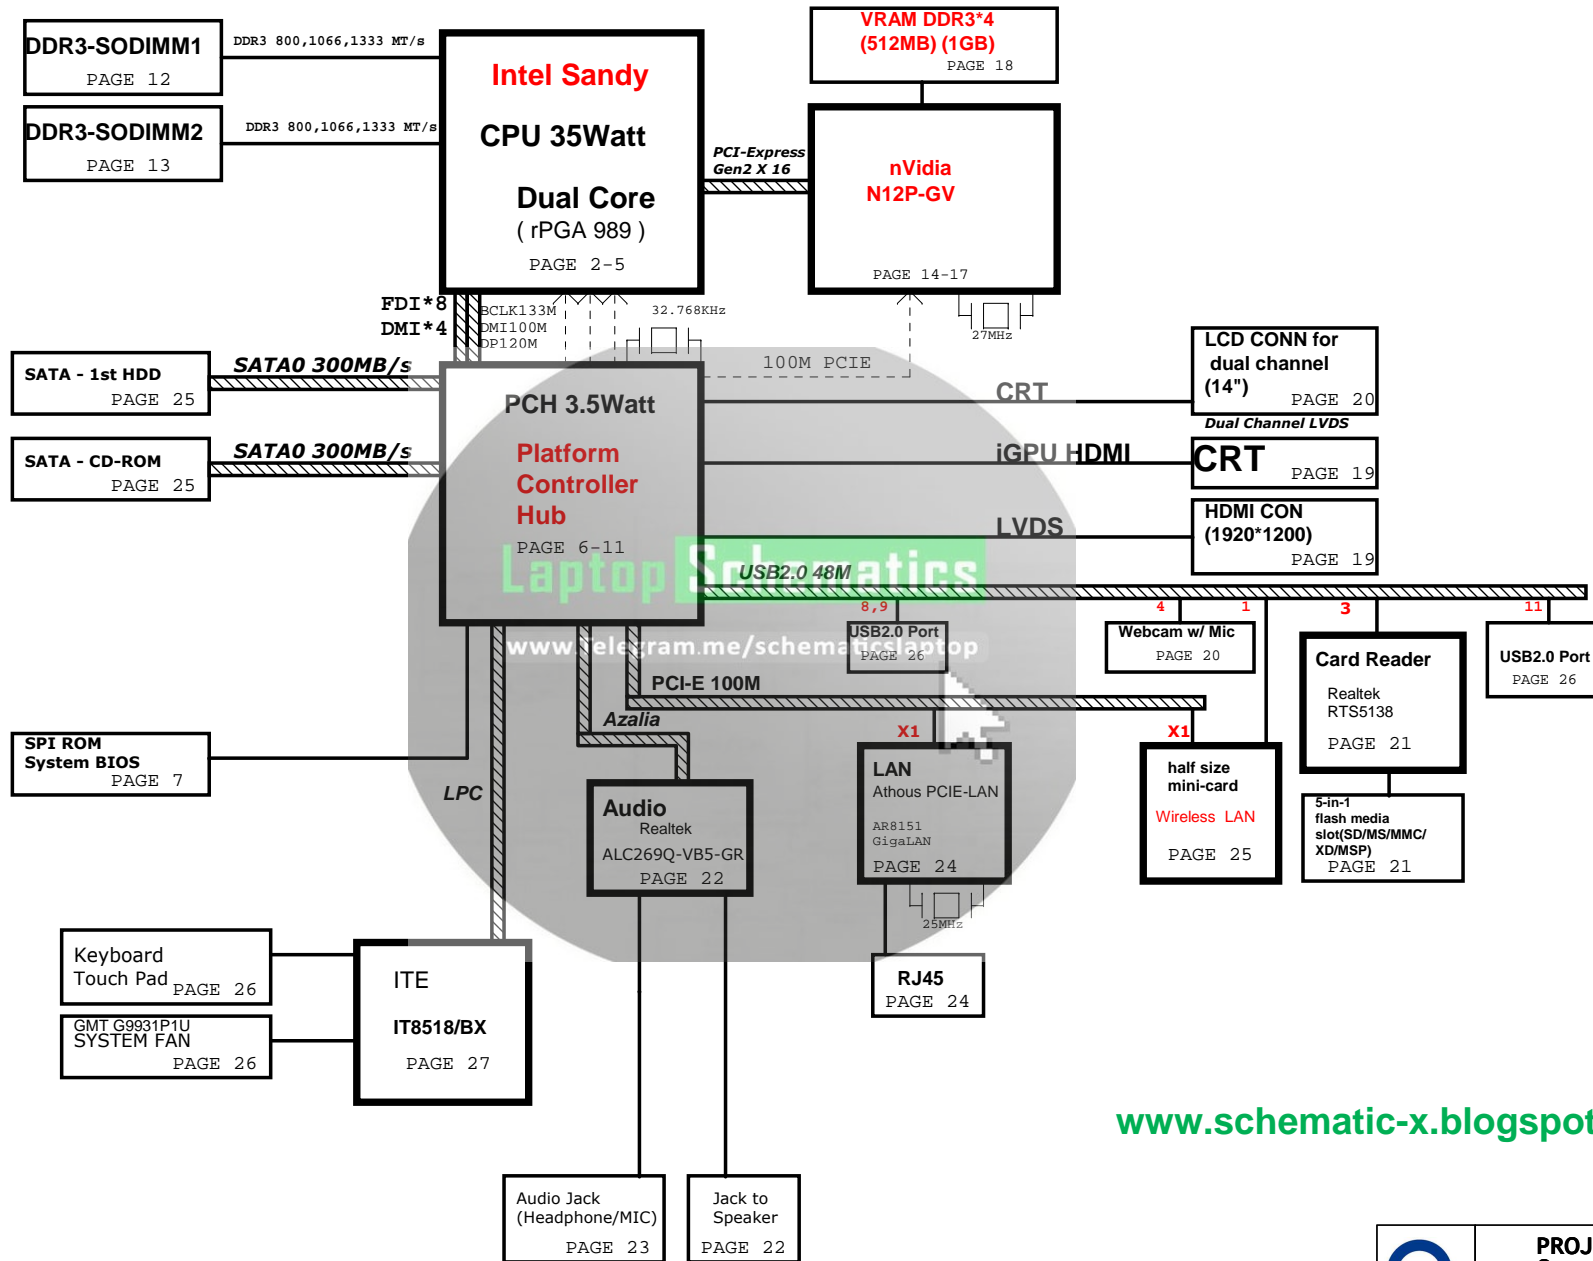 DDR3-SODIMM1
PAGE 12
DDR3 800,1066,1333 MT/s
DDR3-SODIMM2
PAGE 13
DDR3 800,1066,1333 MT/s
Intel Sandy
CPU 35Watt
Dual Core
( rPGA 989 )
PAGE 2-5
PCI-Express
Gen2 X 16
VRAM DDR3*4
(512MB) (1GB)
PAGE 18
nVidia
N12P-GV
PAGE 14-17
27MHz
FDI*8
DMI*4
BCLK133M
DMI100M
DP120M
32.768KHz
100M PCIE
SATA - 1st HDD
PAGE 25
SATA0 300MB/s
SATA - CD-ROM
PAGE 25
SATA0 300MB/s
PCH 3.5Watt
Platform
Controller
Hub
PAGE 6-11
CRT
iGPU HDMI
LVDS
LCD CONN for
dual channel
(14")
PAGE 20
Dual Channel LVDS
CRT
PAGE 19
HDMI CON
(1920*1200)
PAGE 19
Laptop Schematics
www.Telegram.me/schematicslaptop
USB2.0 48M
8,9
4
1
3
11
USB2.0 Port
PAGE 26
Webcam w/ Mic
PAGE 20
Card Reader
Realtek
RTS5138
PAGE 21
USB2.0 Port
PAGE 26
PCI-E 100M
Azalia
LPC
X1
X1
SPI ROM
System BIOS
PAGE 7
Audio
Realtek
ALC269Q-VB5-GR
PAGE 22
LAN
Athous PCIE-LAN
AR8151
GigaLAN
PAGE 24
25MHz
half size
mini-card
Wireless LAN
PAGE 25
5-in-1
flash media
slot(SD/MS/MMC/
XD/MSP)
PAGE 21
RJ45
PAGE 24
Keyboard
Touch Pad
PAGE 26
GMT G9931P1U
SYSTEM FAN
PAGE 26
ITE
IT8518/BX
PAGE 27
www.schematic-x.blogspot
Audio Jack
(Headphone/MIC)
PAGE 23
Jack to
Speaker
PAGE 22
PROJ